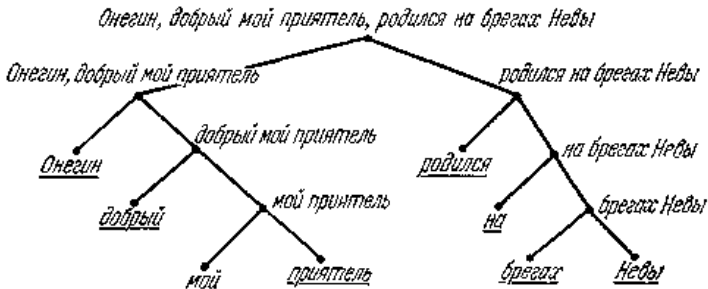 Онегин, добрый мой приятель, родился на брегах Невы
Онегин, добрый мой приятель
родился на брегах Невы
Онегин
добрый мой приятель
родился
на брегах Невы
добрый
мой приятель
на
брегах Невы
мой
приятель
брегах
Невы